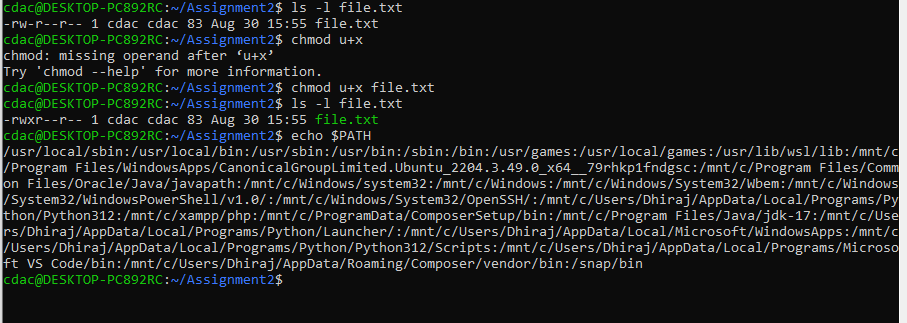 cdac@DESKTOP-PC892RC:~/Assignment2$ ls -l file.txt
-rw-r--r-- 1 cdac cdac 83 Aug 30 15:55 file.txt
cdac@DESKTOP-PC892RC:~/Assignment2$ chmod u+x
chmod: missing operand after ‘u+x’
Try 'chmod --help' for more information.
cdac@DESKTOP-PC892RC:~/Assignment2$ chmod u+x file.txt
cdac@DESKTOP-PC892RC:~/Assignment2$ ls -l file.txt
-rwxr--r-- 1 cdac cdac 83 Aug 30 15:55 file.txt
cdac@DESKTOP-PC892RC:~/Assignment2$ echo $PATH
/usr/local/sbin:/usr/local/bin:/usr/sbin:/usr/bin:/sbin:/bin:/usr/games:/usr/local/games:/usr/lib/wsl/lib:/mnt/c
/Program Files/WindowsApps/CanonicalGroupLimited.Ubuntu_2204.3.49.0_x64__79rhkp1fndgsc:/mnt/c/Program Files/Comm
on Files/Oracle/Java/javapath:/mnt/c/Windows/system32:/mnt/c/Windows:/mnt/c/Windows/System32/Wbem:/mnt/c/Windows
/System32/WindowsPowerShell/v1.0/:/mnt/c/Windows/System32/OpenSSH/:/mnt/c/Users/Dhiraj/AppData/Local/Programs/Py
thon/Python312:/mnt/c/xampp/php:/mnt/c/ProgramData/ComposerSetup/bin:/mnt/c/Program Files/Java/jdk-17:/mnt/c/Use
rs/Dhiraj/AppData/Local/Programs/Python/Launcher/:/mnt/c/Users/Dhiraj/AppData/Local/Microsoft/WindowsApps:/mnt/c
/Users/Dhiraj/AppData/Local/Programs/Python/Python312/Scripts:/mnt/c/Users/Dhiraj/AppData/Local/Programs/Microso
ft VS Code/bin:/mnt/c/Users/Dhiraj/AppData/Roaming/Composer/vendor/bin:/snap/bin
cdac@DESKTOP-PC892RC:~/Assignment2$